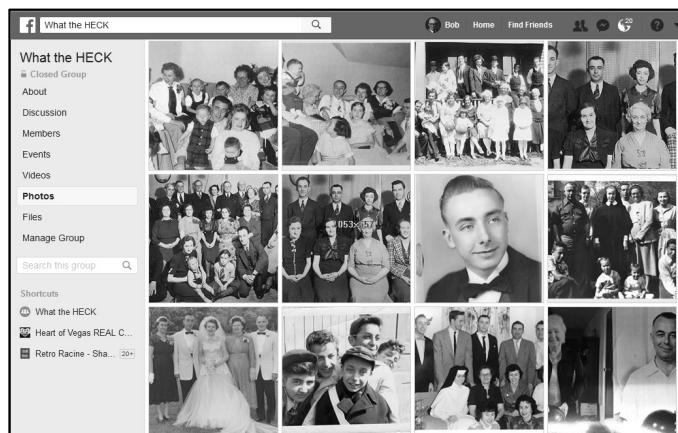 What the HECK
Bob
Home
Find Friends
20
?
What the HECK
Closed Group
About
Discussion
Members
Events
Videos
Photos
Files
Manage Group
Search this group
Shortcuts
What the HECK
Heart of Vegas REAL C...
Retro Racine - Sha... 20+